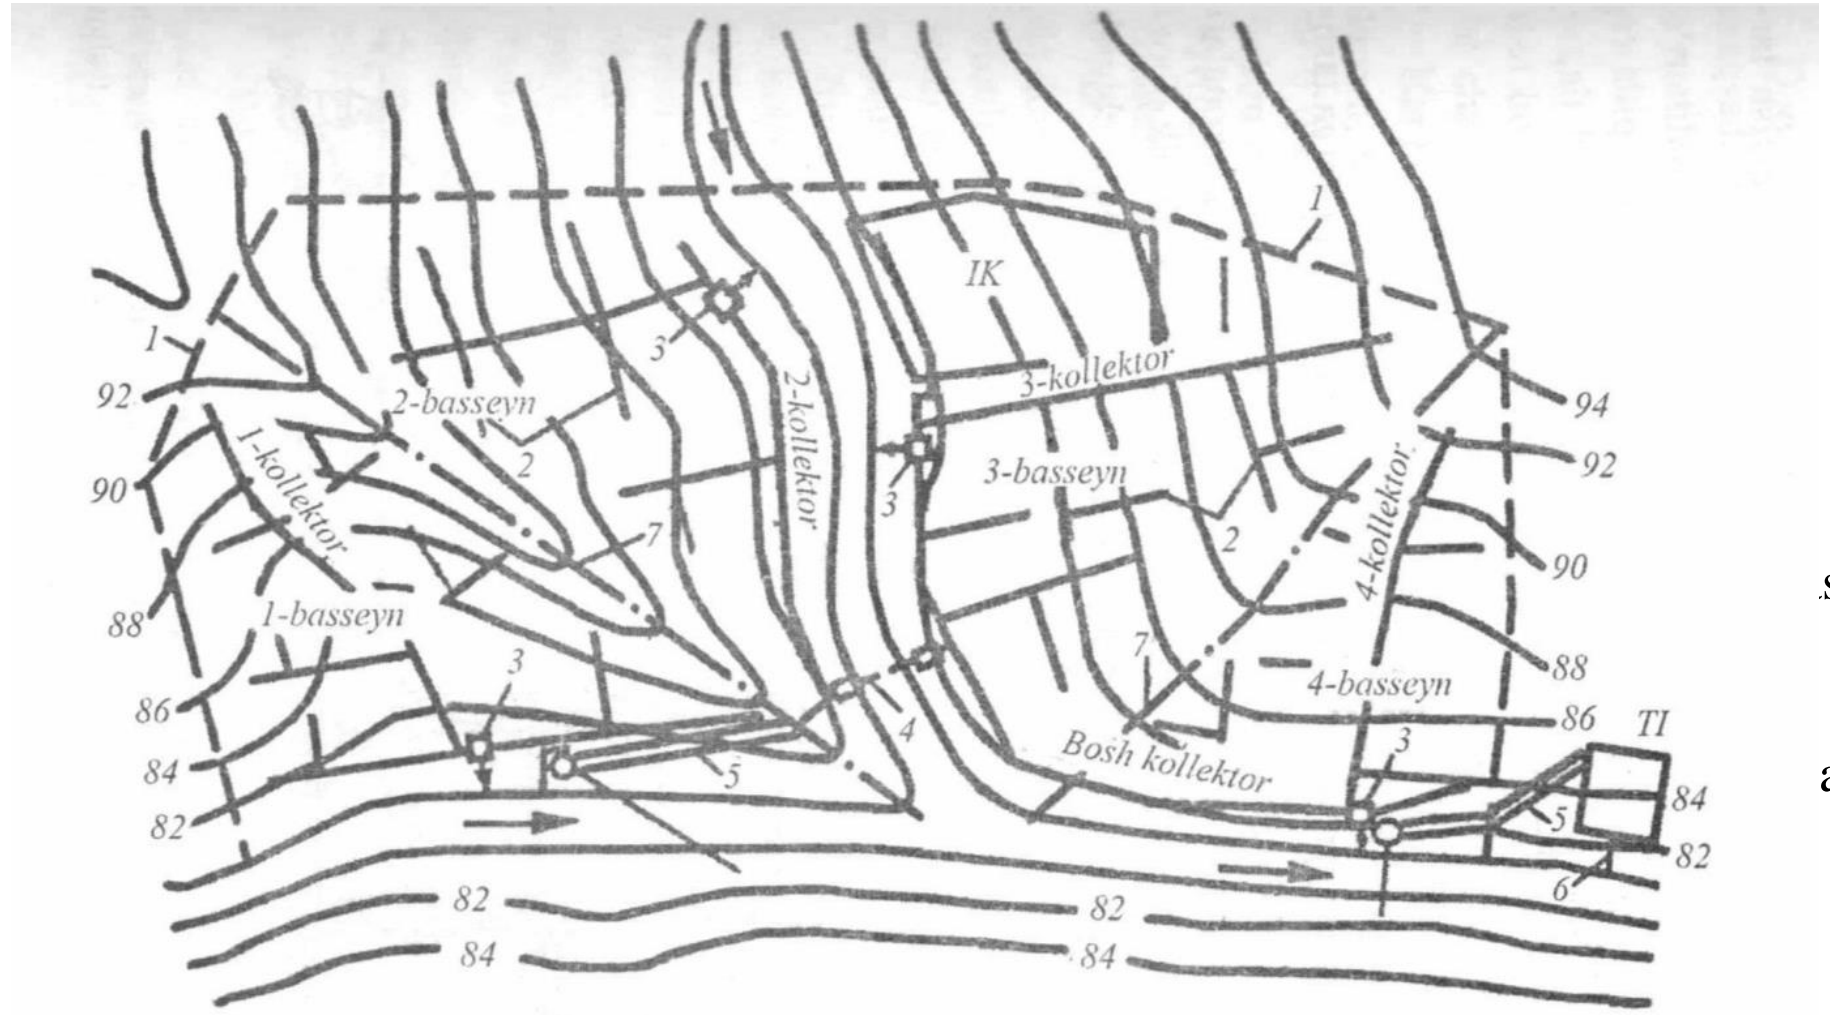 1
IK
3
1
92
2-basseyn
2-kollektor
3-kollektor
94
1-kollektor
2
3
3-basseyn
92
90
7
2
4-kollektor
90
1-basseyn
88
7
88
3
86
4
4-basseyn
86
TI
84
5
Bosh kollektor
3
84
82
5
82
6
82
82
84
84
s
a